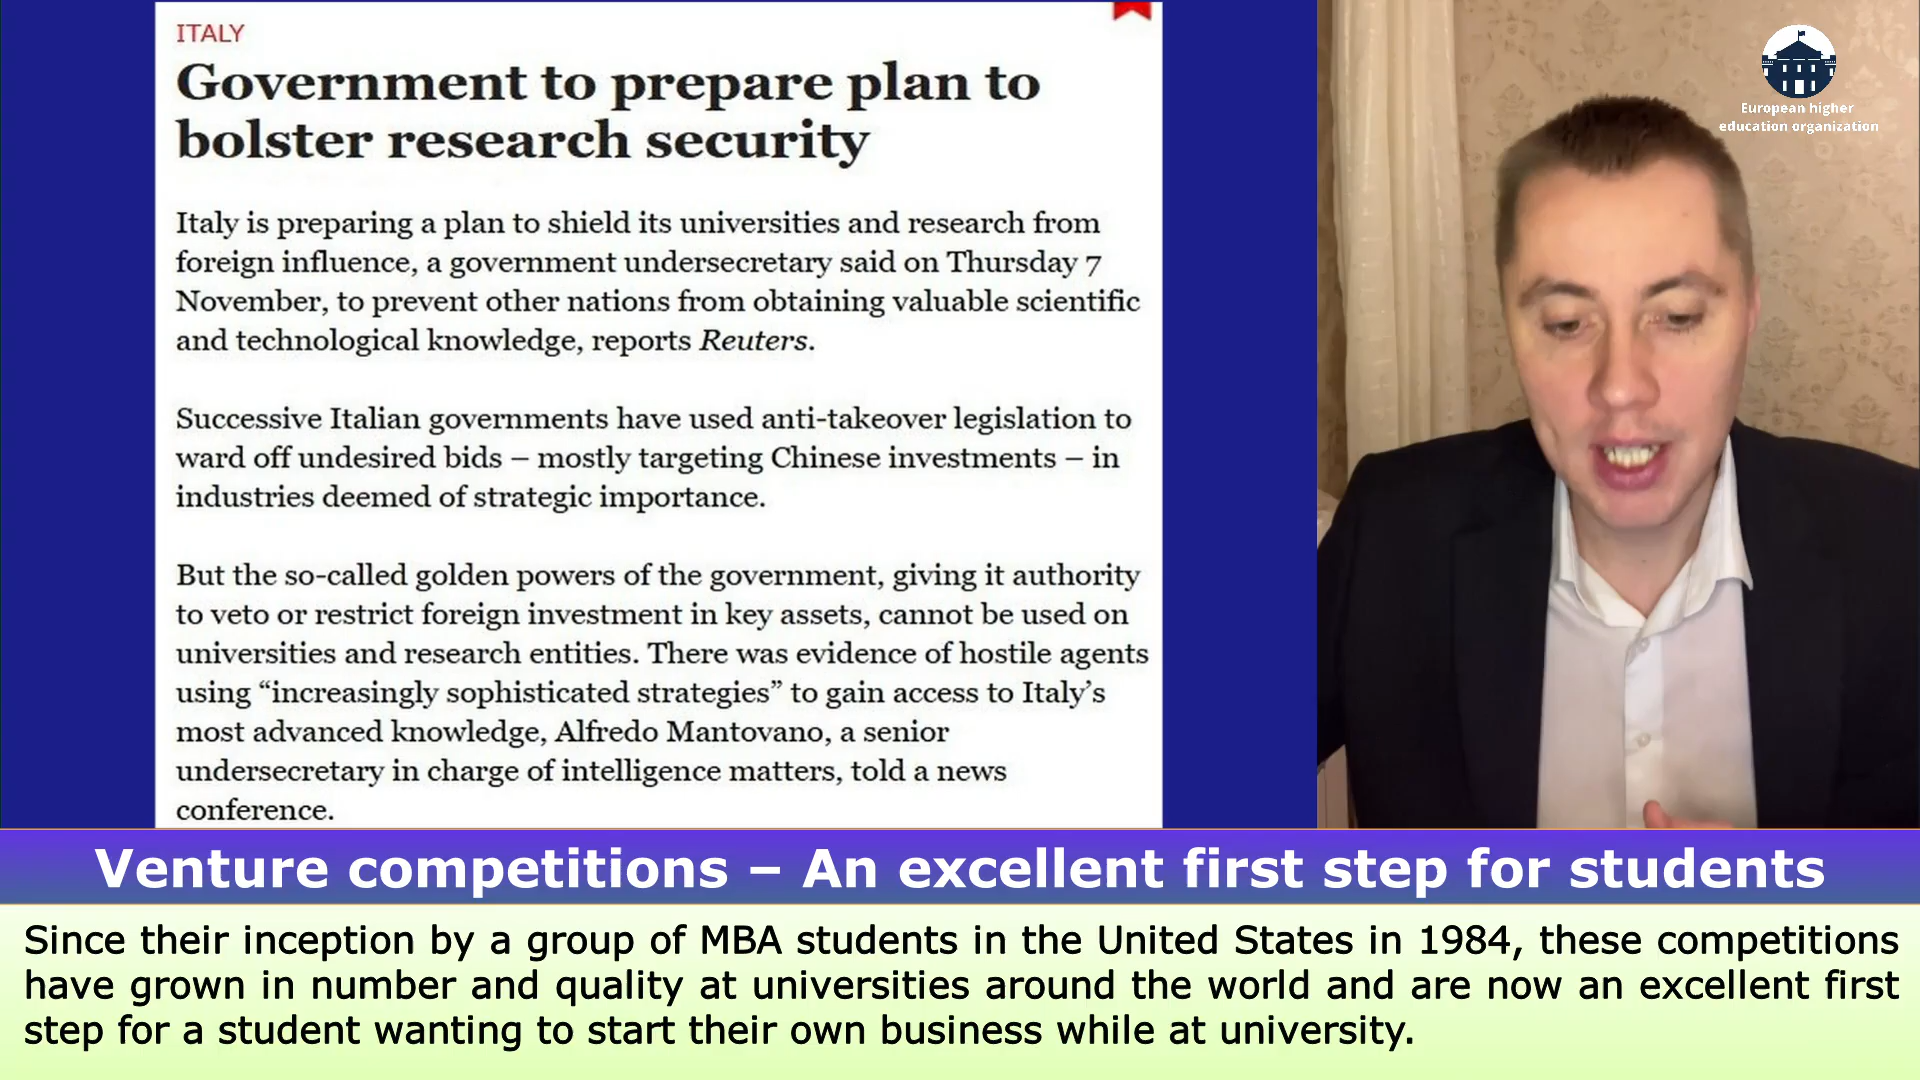 ITALY
Government to prepare plan to
bolster research security
Italy is preparing a plan to shield its universities and research from
foreign influence, a government undersecretary said on Thursday 7
November, to prevent other nations from obtaining valuable scientific
and technological knowledge, reports Reuters.
Successive Italian governments have used anti-takeover legislation to
ward off undesired bids – mostly targeting Chinese investments – in
industries deemed of strategic importance.
But the so-called golden powers of the government, giving it authority
to veto or restrict foreign investment in key assets, cannot be used on
universities and research entities. There was evidence of hostile agents
using “increasingly sophisticated strategies” to gain access to Italy’s
most advanced knowledge, Alfredo Mantovano, a senior
undersecretary in charge of intelligence matters, told a news
conference.
European higher
education organization
Venture competitions – An excellent first step for students
Since their inception by a group of MBA students in the United States in 1984, these competitions
have grown in number and quality at universities around the world and are now an excellent first
step for a student wanting to start their own business while at university.